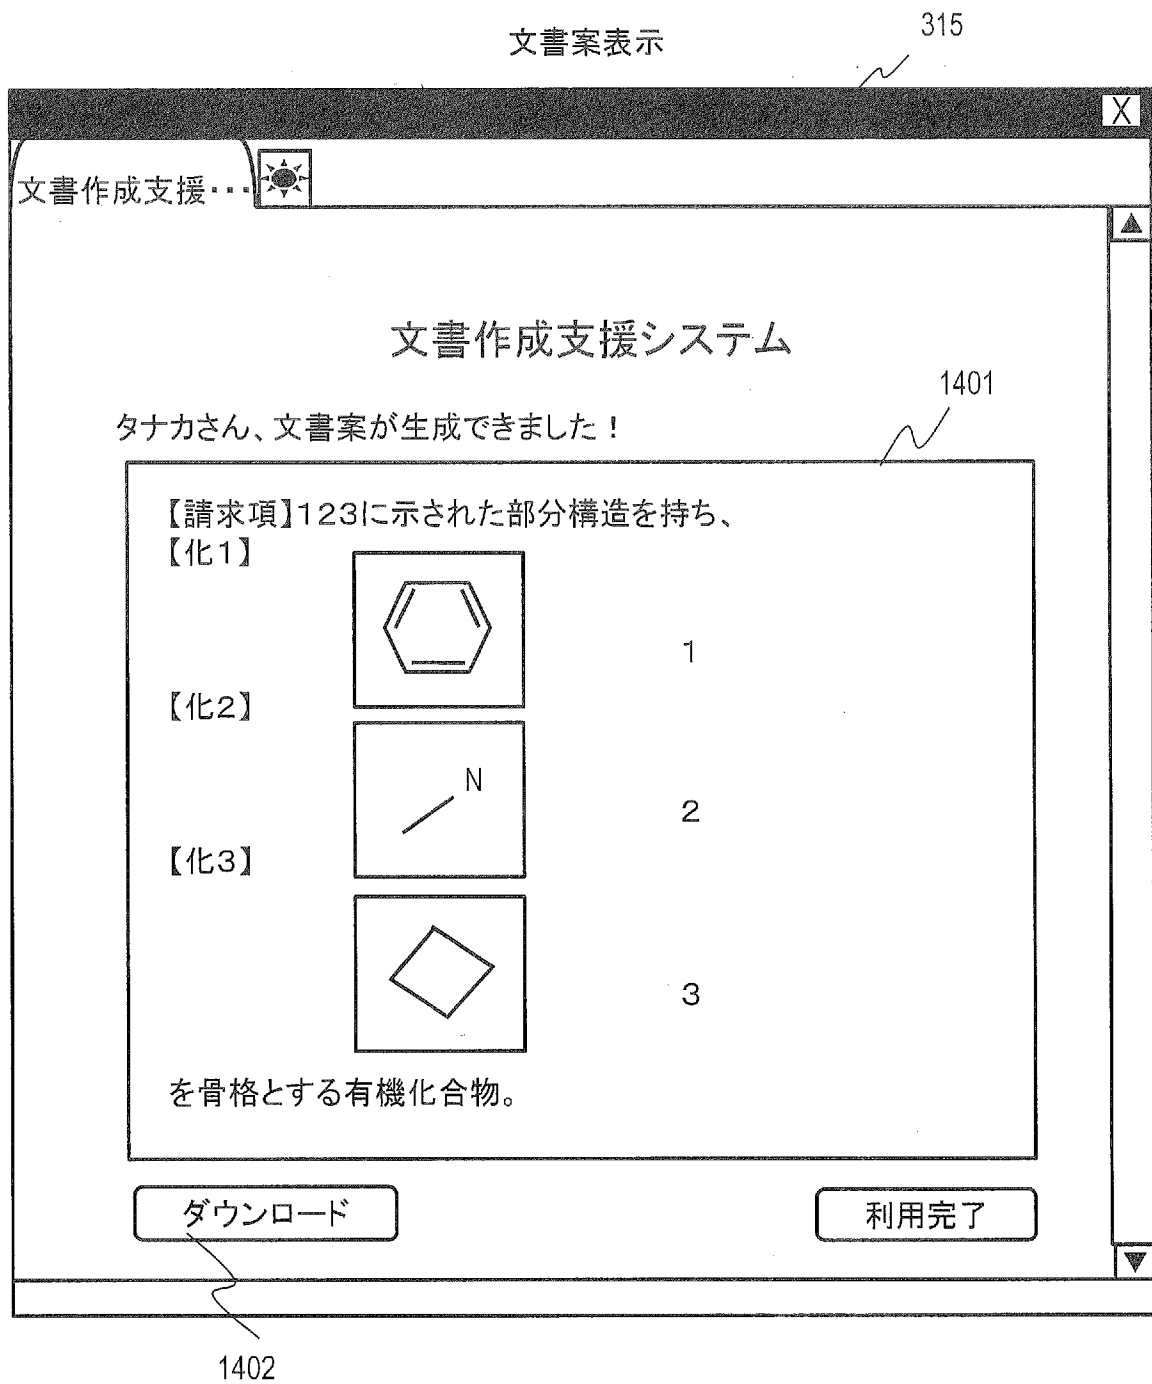 文書案表示
315
X
文書作成支援…
文書作成支援システム
1401
タナカさん、文書案が生成できました！
【請求項】123に示された部分構造を持ち、
【化1】
1
【化2】
N
2
【化3】
3
を骨格とする有機化合物。
ダウンロード
利用完了
1402